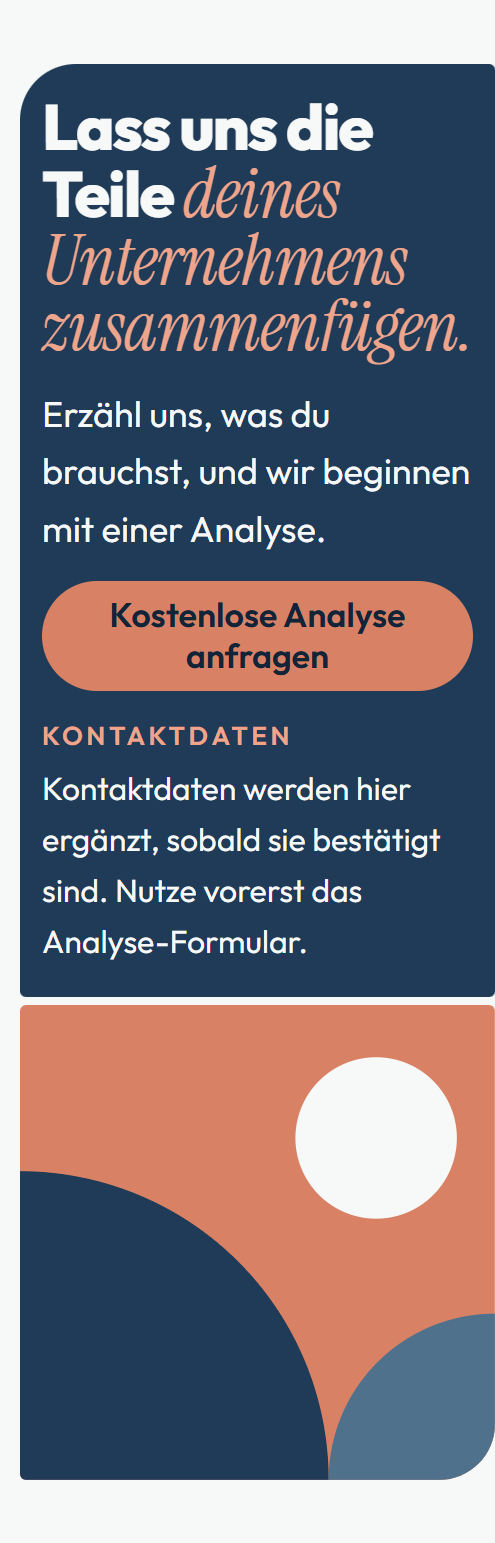 Lass uns die
Teile deines
Unternehmens
zusammenfügen.
Erzähl uns, was du
brauchst, und wir beginnen
mit einer Analyse.
Kostenlose Analyse
anfragen
KONTAKTDATEN
Kontaktdaten werden hier
ergänzt, sobald sie bestätigt
sind. Nutze vorerst das
Analyse-Formular.